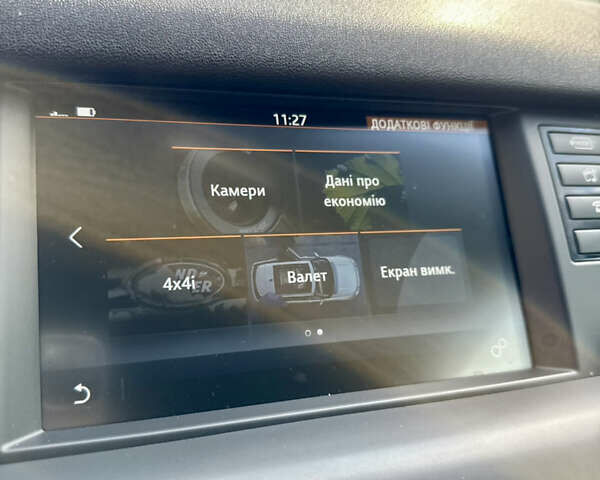 11:27
ДОДАТКОВІ ФУНКЦІЇ
Камери
Дані про
економію
4x4i
Валет
Екран вимк.